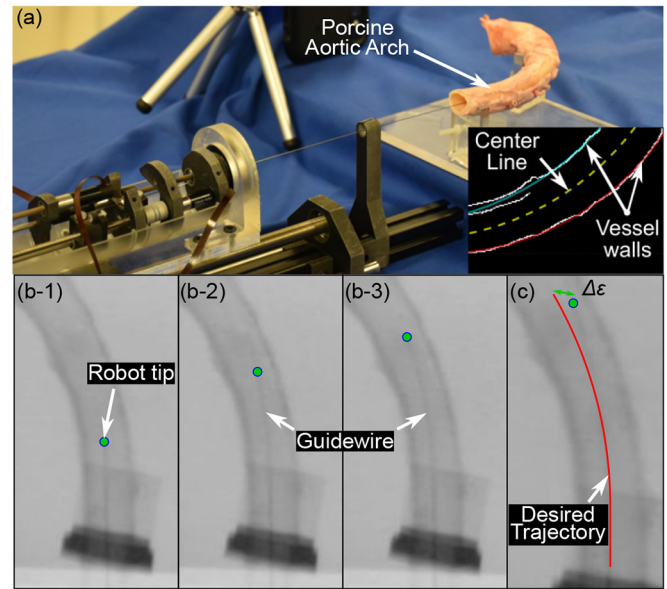 (a)
Porcine
Aortic Arch
Center
Line
Vessel
walls
(b-1)
(b-2)
(b-3)
(c)
Δε
Robot tip
Guidewire
Desired
Trajectory